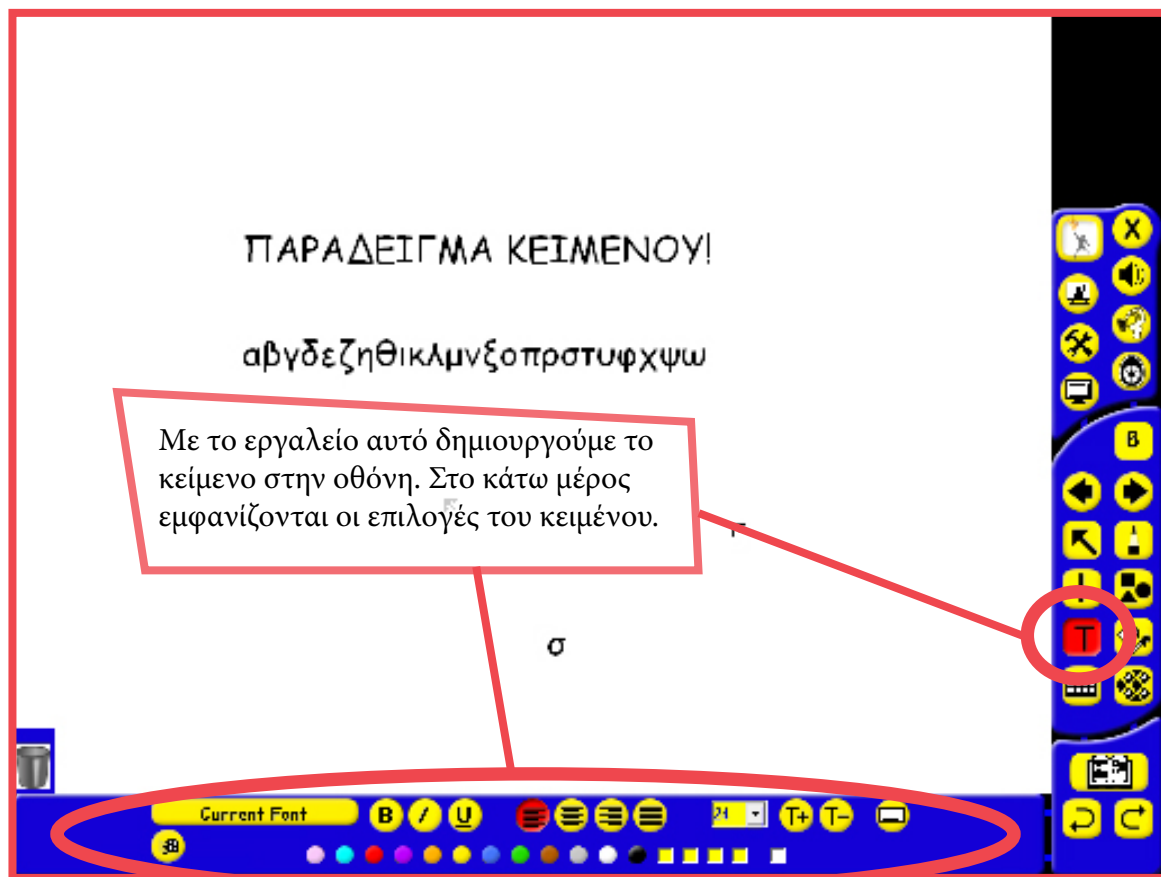 ΠΑΡΑΔΕΙΓΜΑ ΚΕΙΜΕΝΟΥ!
αβγδεζηθικλμνξοπρστυφχψω
Με το εργαλείο αυτό δημιουργούμε το
κείμενο στην οθόνη. Στο κάτω μέρος
εμφανίζονται οι επιλογές του κειμένου.
σ
X
B
T
Current Font B / U 21 T+ T-